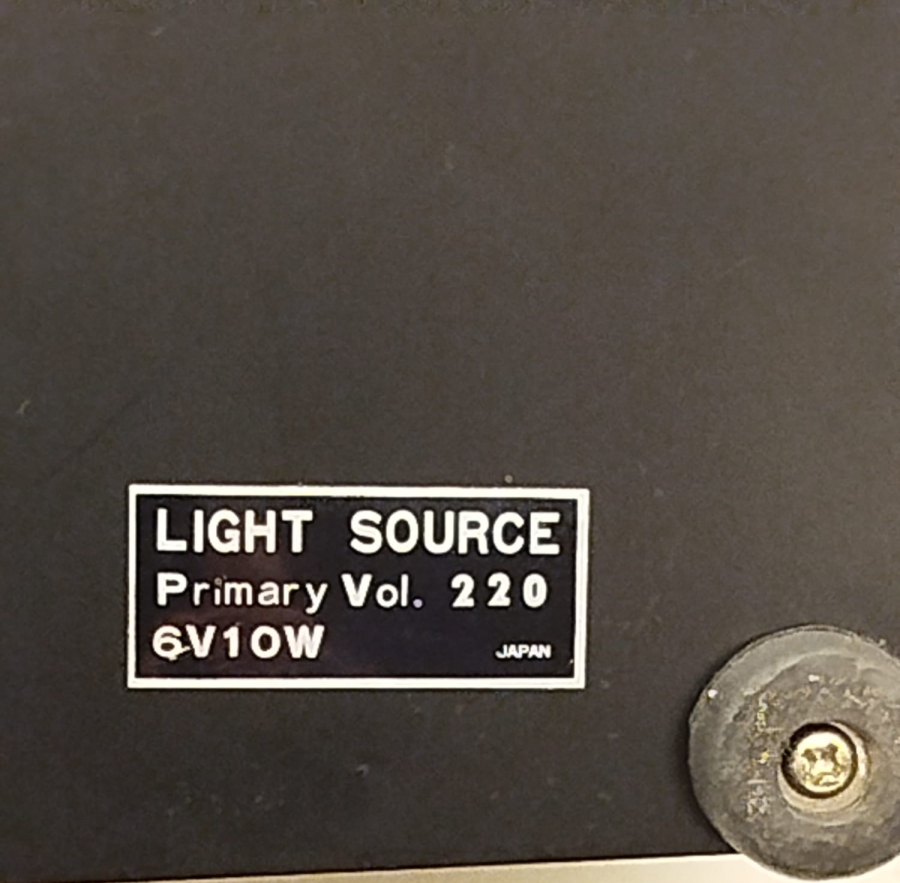 LIGHT SOURCE
Primary Vol. 220
6V10W
JAPAN